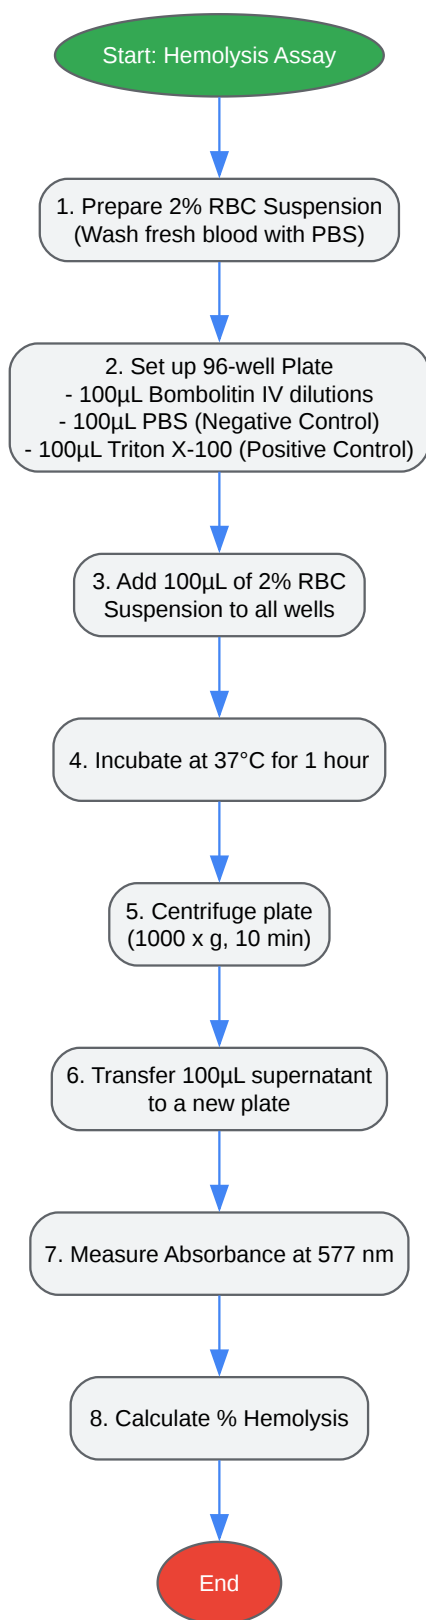 Start: Hemolysis Assay
1. Prepare 2% RBC Suspension
(Wash fresh blood with PBS)
2. Set up 96-well Plate
- 100µL Bombolitin IV dilutions
- 100µL PBS (Negative Control)
- 100µL Triton X-100 (Positive Control)
3. Add 100µL of 2% RBC
Suspension to all wells
4. Incubate at 37°C for 1 hour
5. Centrifuge plate
(1000 x g, 10 min)
6. Transfer 100µL supernatant
to a new plate
7. Measure Absorbance at 577 nm
8. Calculate % Hemolysis
End